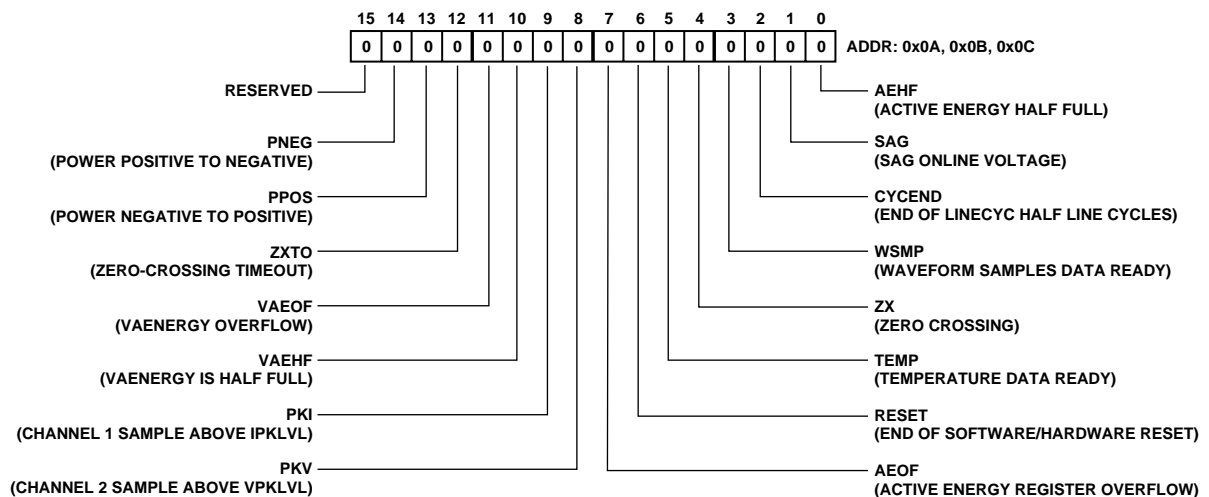 15 14 13 12 11 10 9 8 7 6 5 4 3 2 1 0
0 0 0 0 0 0 0 0 0 0 0 0 0 0 0 0 ADDR: 0x0A, 0x0B, 0x0C
RESERVED
PNEG
(POWER POSITIVE TO NEGATIVE)
PPOS
(POWER NEGATIVE TO POSITIVE)
ZXTO
(ZERO-CROSSING TIMEOUT)
VAEOF
(VAENERGY OVERFLOW)
VAEHF
(VAENERGY IS HALF FULL)
PKI
(CHANNEL 1 SAMPLE ABOVE IPKLVL)
PKV
(CHANNEL 2 SAMPLE ABOVE VPKLVL)
AEHF
(ACTIVE ENERGY HALF FULL)
SAG
(SAG ONLINE VOLTAGE)
CYCEND
(END OF LINECYC HALF LINE CYCLES)
WSMP
(WAVEFORM SAMPLES DATA READY)
ZX
(ZERO CROSSING)
TEMP
(TEMPERATURE DATA READY)
RESET
(END OF SOFTWARE/HARDWARE RESET)
AEOF
(ACTIVE ENERGY REGISTER OVERFLOW)